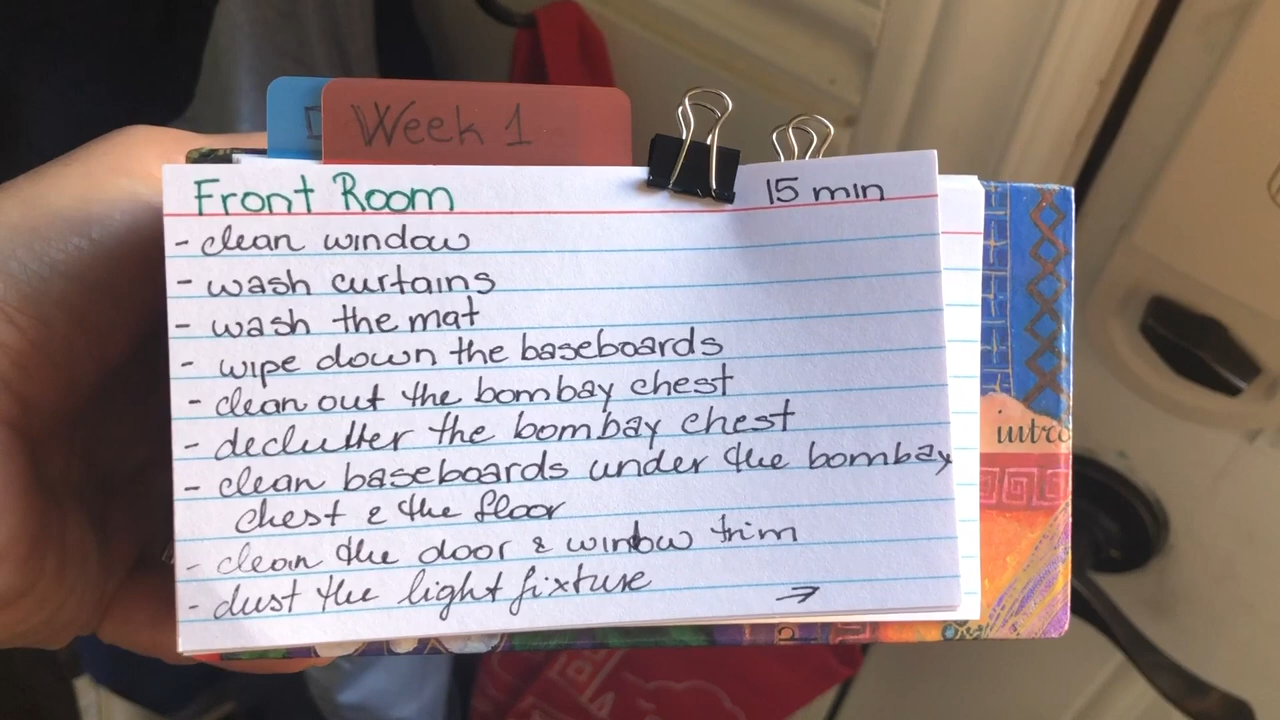 Week 1
Front Room 15 min
- clean window
- wash curtains
- wash the mat
- wipe down the baseboards
- clean out the bombay chest
- declutter the bombay chest
- clean baseboards under the bombay
chest & the floor
- clean the door & window trim
- dust the light fixture →